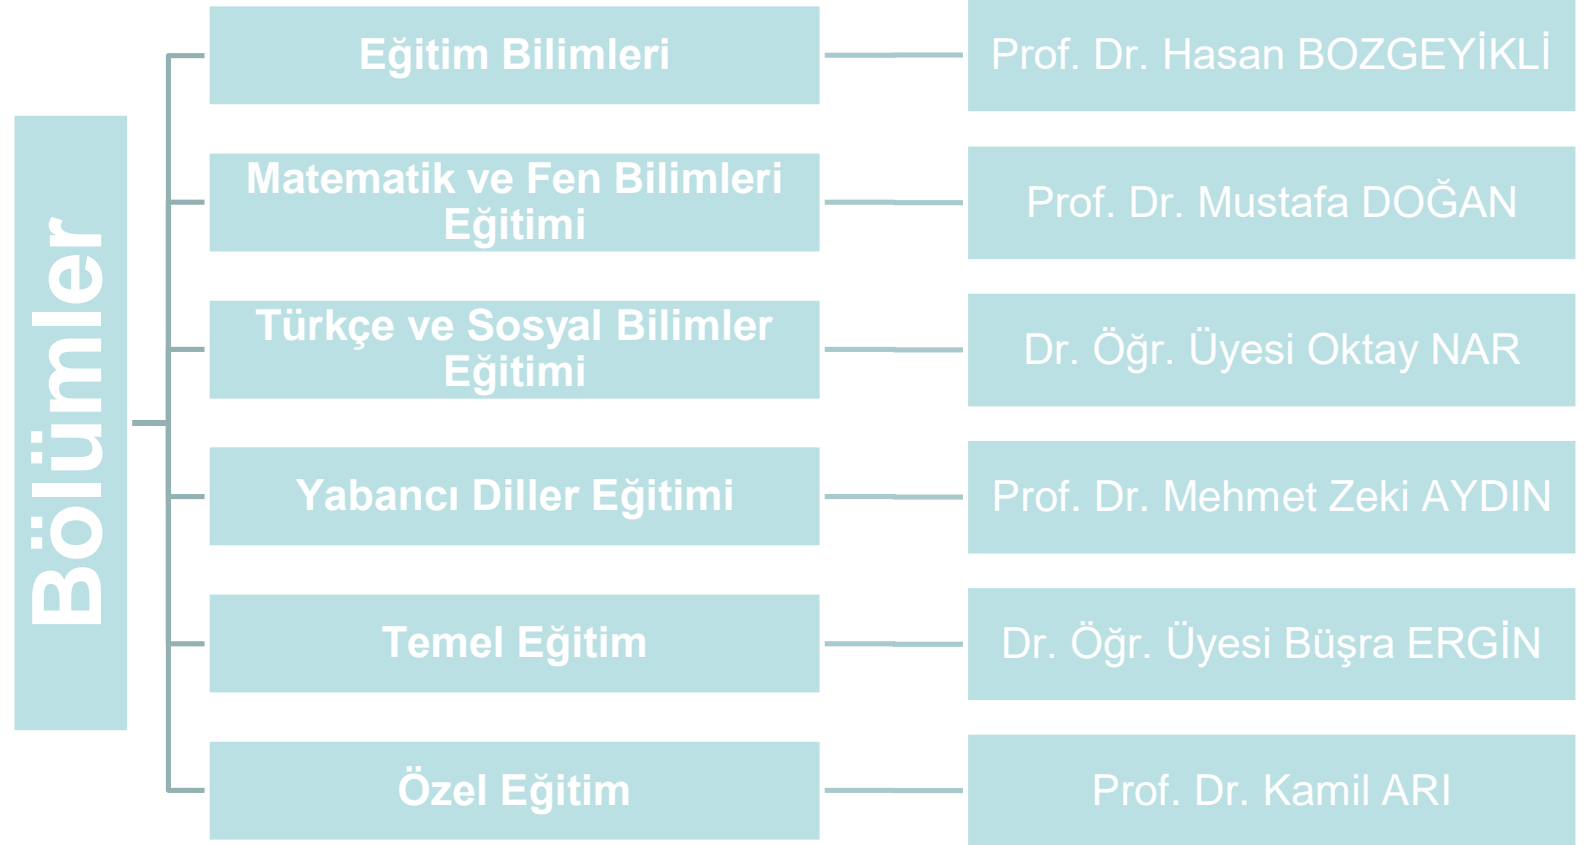 Bölümler
Eğitim Bilimleri
Prof. Dr. Hasan BOZGEYİKLİ
Matematik ve Fen Bilimleri
Eğitimi
Prof. Dr. Mustafa DOĞAN
Türkçe ve Sosyal Bilimler
Eğitimi
Dr. Öğr. Üyesi Oktay NAR
Yabancı Diller Eğitimi
Prof. Dr. Mehmet Zeki AYDIN
Temel Eğitim
Dr. Öğr. Üyesi Büşra ERGİN
Özel Eğitim
Prof. Dr. Kamil ARI